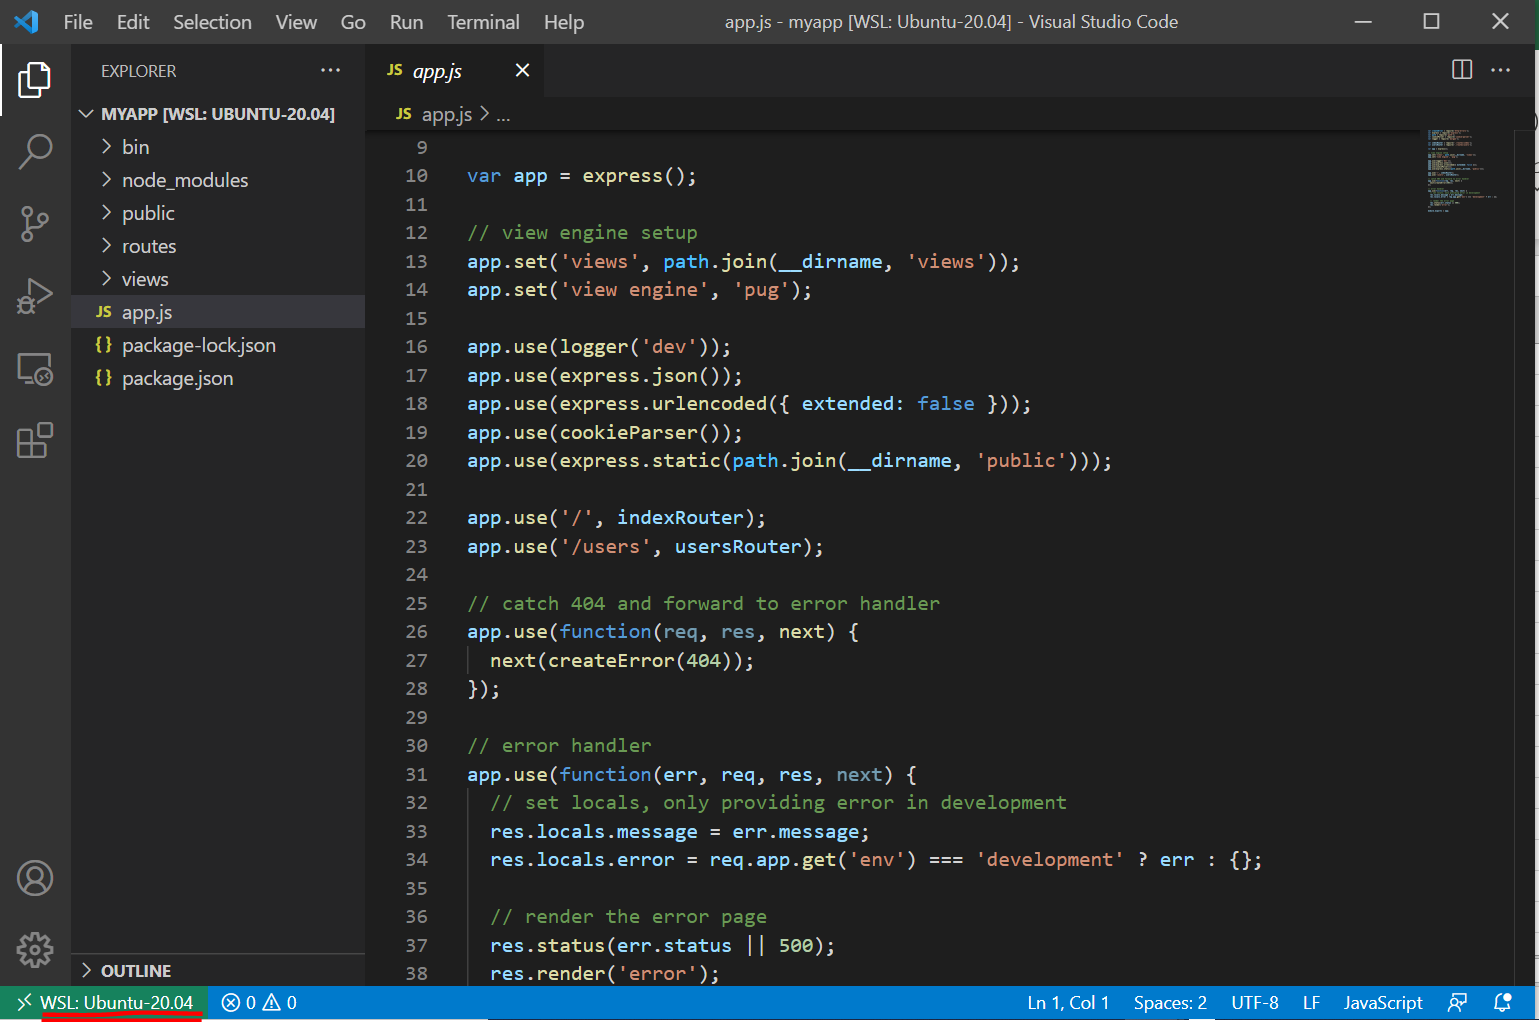 File Edit Selection View Go Run Terminal Help app.js - myapp [WSL: Ubuntu-20.04] - Visual Studio Code
EXPLORER
MYAPP [WSL: UBUNTU-20.04]
bin
node_modules
public
routes
views
JS app.js
{} package-lock.json
{} package.json
OUTLINE
JS app.js
JS app.js > ...
9
10 var app = express();
11
12 // view engine setup
13 app.set('views', path.join(__dirname, 'views'));
14 app.set('view engine', 'pug');
15
16 app.use(logger('dev'));
17 app.use(express.json());
18 app.use(express.urlencoded({ extended: false }));
19 app.use(cookieParser());
20 app.use(express.static(path.join(__dirname, 'public')));
21
22 app.use('/', indexRouter);
23 app.use('/users', usersRouter);
24
25 // catch 404 and forward to error handler
26 app.use(function(req, res, next) {
27   next(createError(404));
28 });
29
30 // error handler
31 app.use(function(err, req, res, next) {
32   // set locals, only providing error in development
33   res.locals.message = err.message;
34   res.locals.error = req.app.get('env') === 'development' ? err : {};
35
36   // render the error page
37   res.status(err.status || 500);
38   res.render('error');
WSL: Ubuntu-20.04 0 0 Ln 1, Col 1 Spaces: 2 UTF-8 LF JavaScript